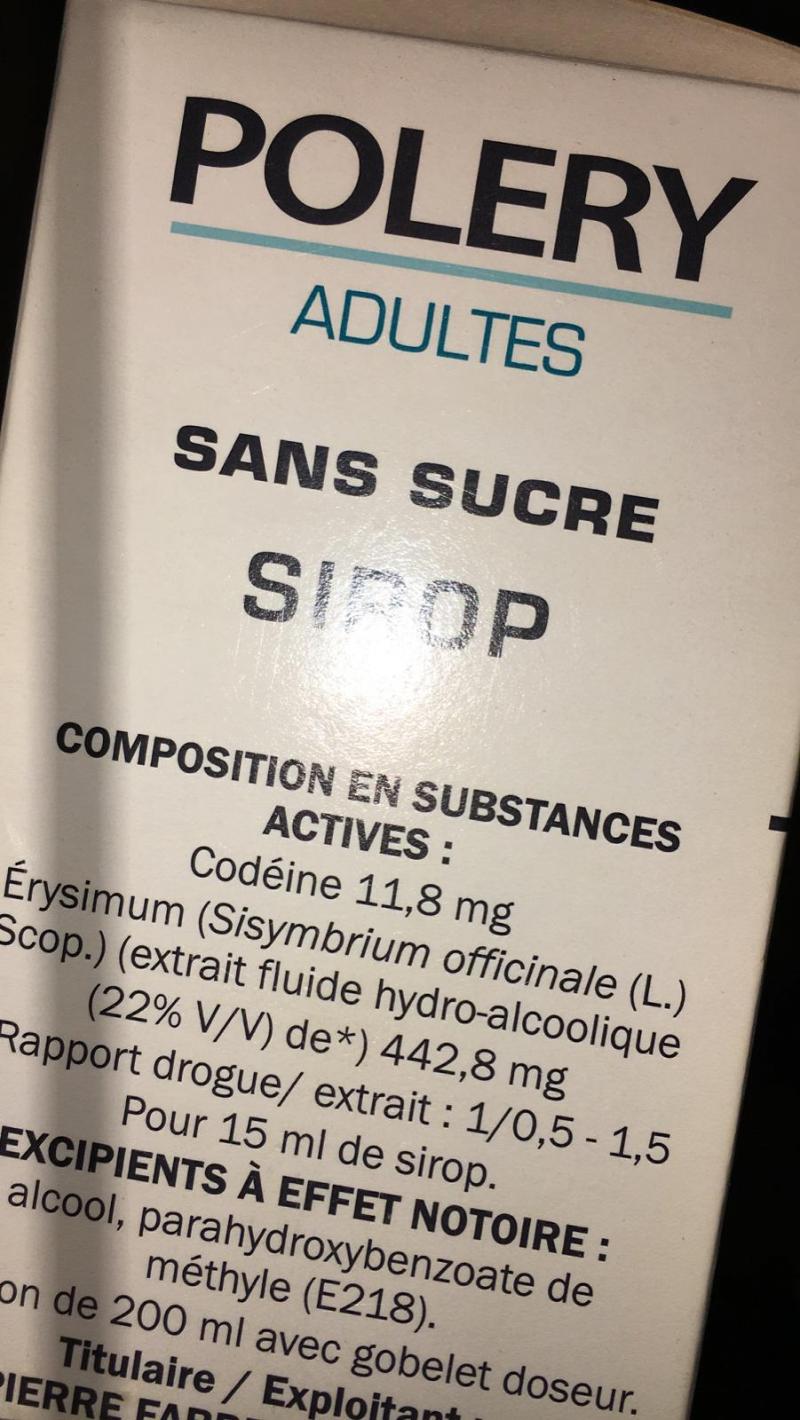 POLERY
ADULTES
SANS SUCRE
SIROP
COMPOSITION EN SUBSTANCES
ACTIVES :
Codéine 11,8 mg
Érysimum (Sisymbrium officinale (L.)
Scop.) (extrait fluide hydro-alcoolique
(22% V/V) de*) 442,8 mg
Rapport drogue/ extrait : 1/0,5 - 1,5
Pour 15 ml de sirop.
EXCIPIENTS À EFFET NOTOIRE :
alcool, parahydroxybenzoate de
méthyle (E218).
de 200 ml avec gobelet doseur.
Titulaire / Exploitant
PIERRE